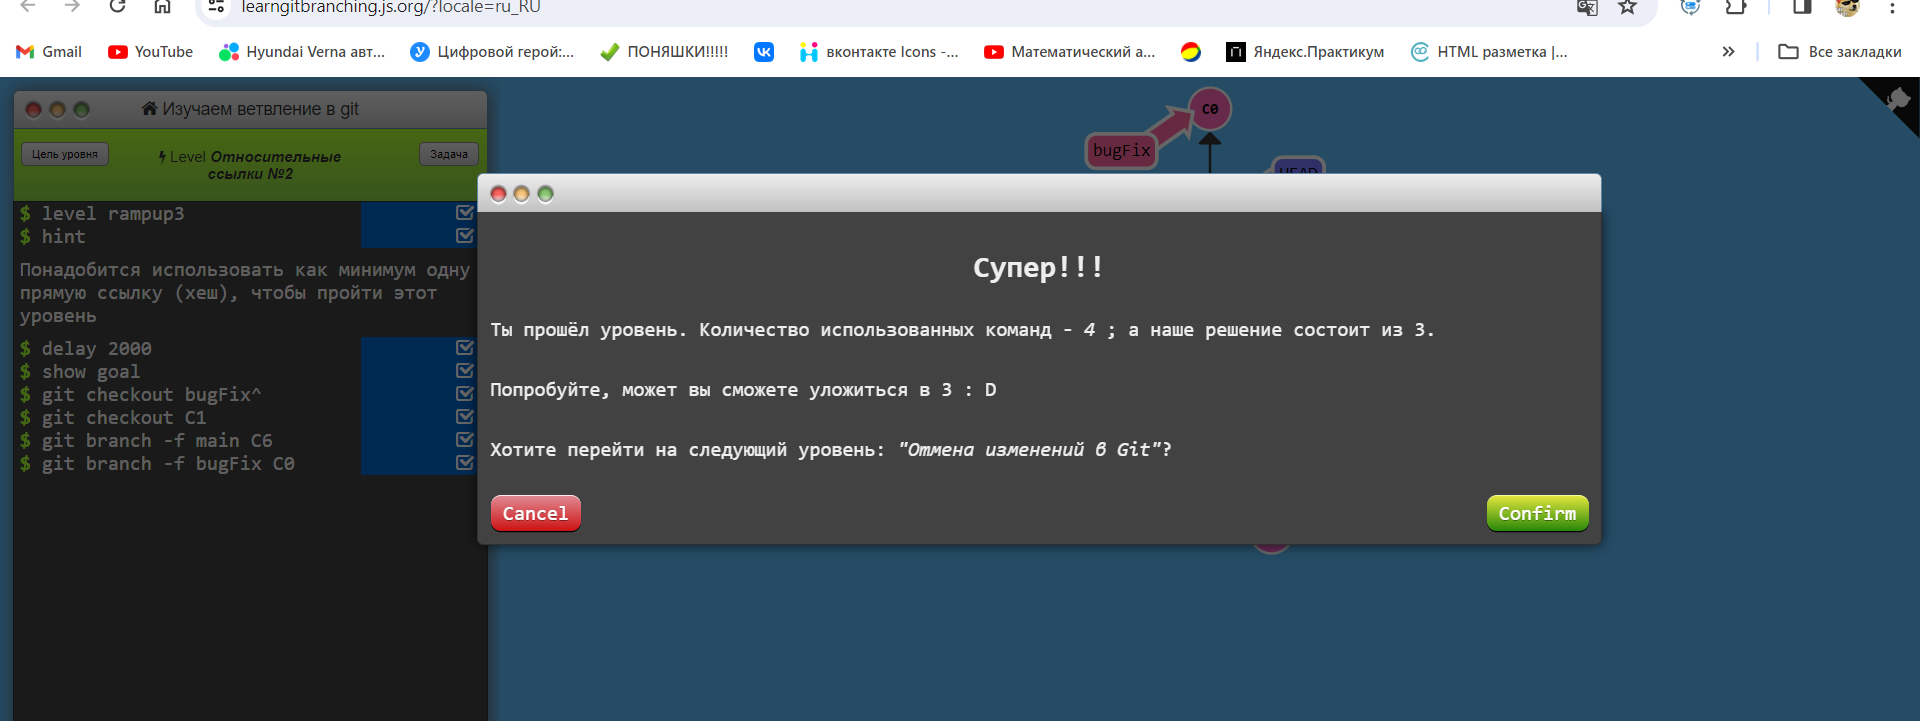 learngitbranching.js.org/?locale=ru_RU
Gmail YouTube Hyundai Verna авт... Цифровой герой:... ПОНЯШКИ!!!!! вконтакте Icons -... Математический а... Яндекс.Практикум HTML разметка |... » Все закладки
Изучаем ветвление в git
Цель уровня
Level Относительные ссылки №2
Задача
$ level rampup3
$ hint
Понадобится использовать как минимум одну
прямую ссылку (хеш), чтобы пройти этот
уровень
$ delay 2000
$ show goal
$ git checkout bugFix^
$ git checkout C1
$ git branch -f main C6
$ git branch -f bugFix C0
C0
bugFix
HEAD
Супер!!!
Ты прошёл уровень. Количество использованных команд - 4 ; а наше решение состоит из 3.
Попробуйте, может вы сможете уложиться в 3 : D
Хотите перейти на следующий уровень: "Отмена изменений в Git"?
Cancel
Confirm